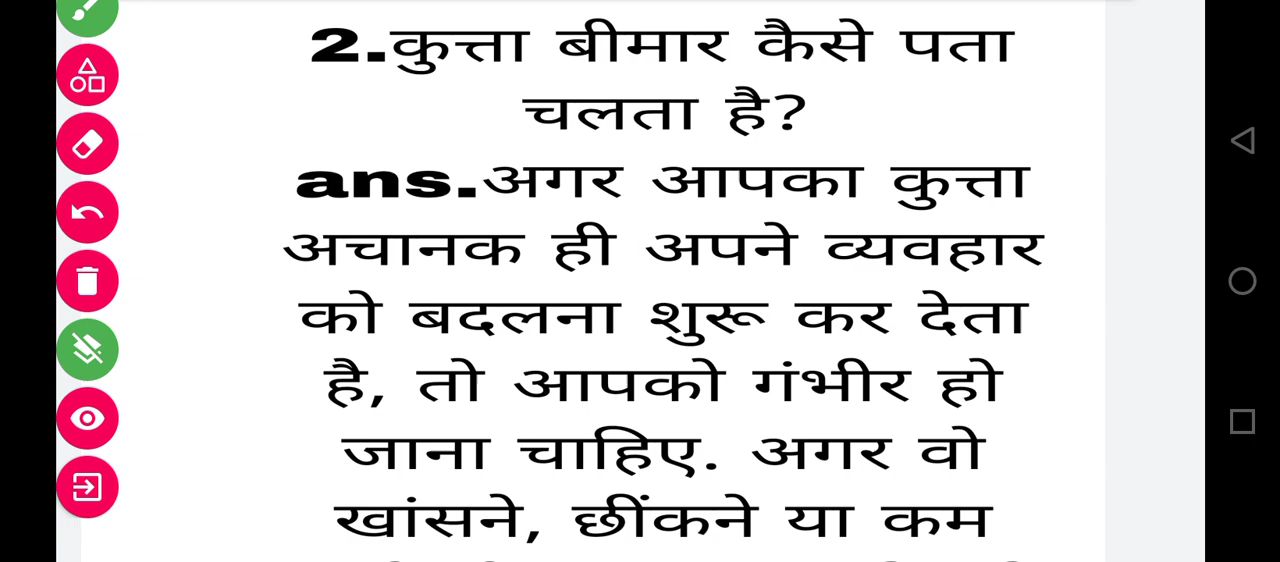 2.कुत्ता बीमार कैसे पता
चलता है?
ans.अगर आपका कुत्ता
अचानक ही अपने व्यवहार
को बदलना शुरू कर देता
है, तो आपको गंभीर हो
जाना चाहिए. अगर वो
खांसने, छींकने या कम